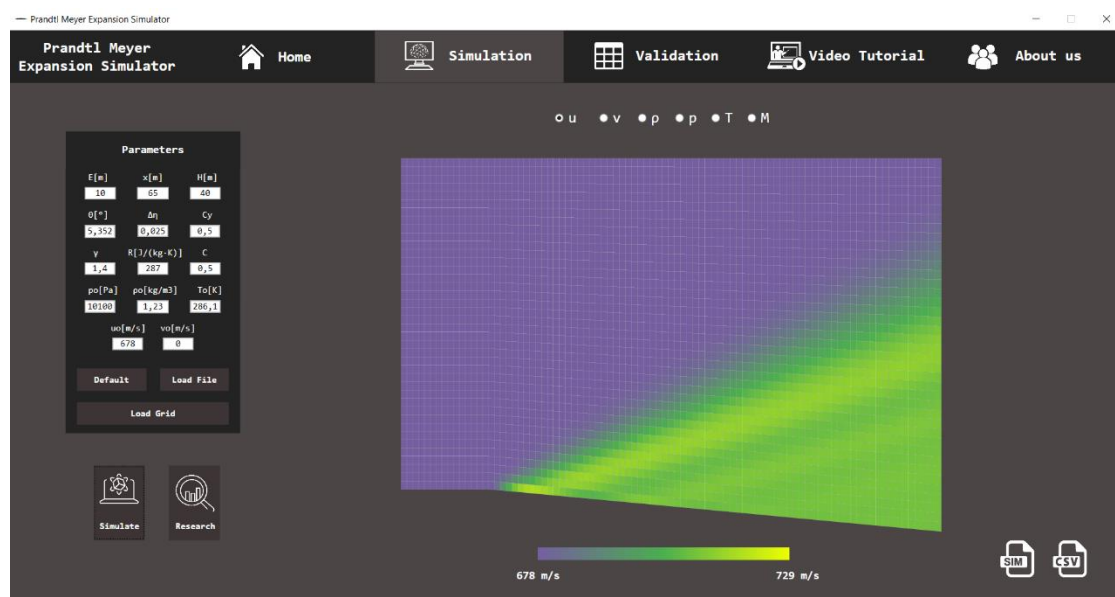 Prandtl Meyer Expansion Simulator
Prandtl Meyer
Expansion Simulator
Home
Simulation
Validation
Video Tutorial
About us
u v ρ p T M
Parameters
E[m] x[m] H[m]
10 65 40
θ[°] Δη Cy
5,352 0,025 0,5
γ R[J/(kg·K)] C
1,4 287 0,5
po[Pa] ρo[kg/m3] To[K]
10100 1,23 286,1
uo[m/s] vo[m/s]
678 0
Default Load File
Load Grid
Simulate Research
678 m/s 729 m/s
SIM CSV